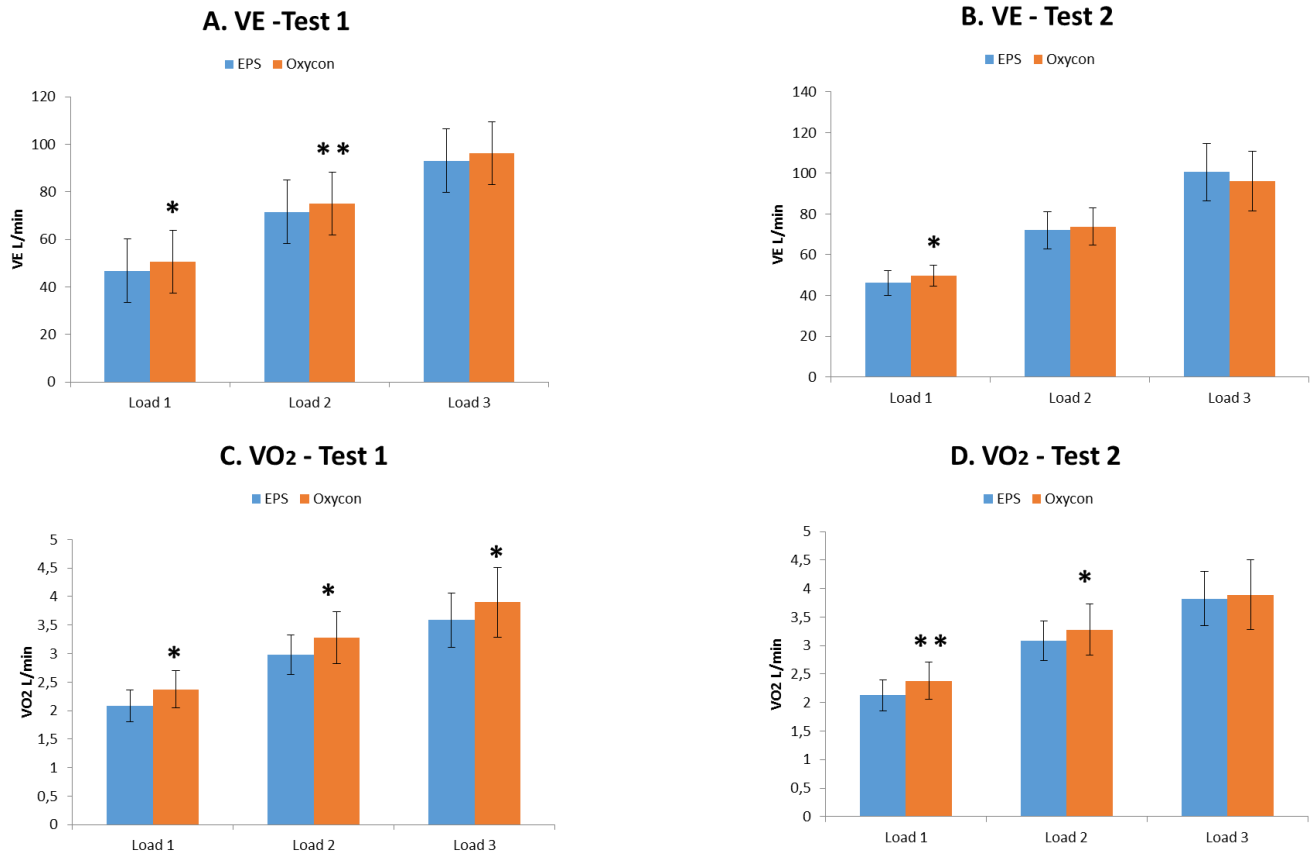 A. VE -Test 1
EPS Oxycon
VE L/min
120
100
80
60
40
20
0
*
* *
Load 1 Load 2 Load 3
B. VE - Test 2
EPS Oxycon
VE L/min
140
120
100
80
60
40
20
0
*
Load 1 Load 2 Load 3
C. VO2 - Test 1
EPS Oxycon
VO2 L/min
5
4,5
4
3,5
3
2,5
2
1,5
1
0,5
0
*
*
*
Load 1 Load 2 Load 3
D. VO2 - Test 2
EPS Oxycon
VO2 L/min
5
4,5
4
3,5
3
2,5
2
1,5
1
0,5
0
* *
*
Load 1 Load 2 Load 3